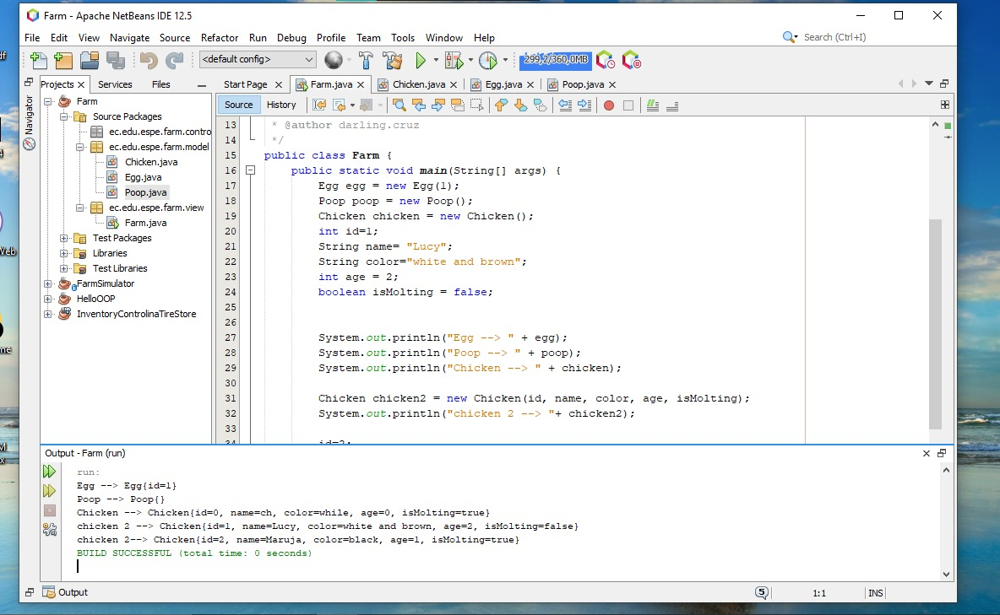 Farm - Apache NetBeans IDE 12.5
File Edit View Navigate Source Refactor Run Debug Profile Team Tools Window Help
Search (Ctrl+I)
<default config>
299,2/360,0MB
Projects Services Files
Start Page Farm.java Chicken.java Egg.java Poop.java
Navigator
Farm
Source Packages
ec.edu.espe.farm.contro
ec.edu.espe.farm.model
Chicken.java
Egg.java
Poop.java
ec.edu.espe.farm.view
Farm.java
Test Packages
Libraries
Test Libraries
FarmSimulator
HelloOOP
InventoryControlinaTireStore
Source History
13 * @author darling.cruz
14 */
15 public class Farm {
16 public static void main(String[] args) {
17 Egg egg = new Egg(1);
18 Poop poop = new Poop();
19 Chicken chicken = new Chicken();
20 int id=1;
21 String name= "Lucy";
22 String color="white and brown";
23 int age = 2;
24 boolean isMolting = false;
25
26
27 System.out.println("Egg --> " + egg);
28 System.out.println("Poop --> " + poop);
29 System.out.println("Chicken --> " + chicken);
30
31 Chicken chicken2 = new Chicken(id, name, color, age, isMolting);
32 System.out.println("chicken 2 --> "+ chicken2);
33
34 id=2;
Output - Farm (run)
run:
Egg --> Egg{id=1}
Poop --> Poop{}
Chicken --> Chicken{id=0, name=ch, color=while, age=0, isMolting=true}
chicken 2 --> Chicken{id=1, name=Lucy, color=white and brown, age=2, isMolting=false}
chicken 2--> Chicken{id=2, name=Maruja, color=black, age=1, isMolting=true}
BUILD SUCCESSFUL (total time: 0 seconds)
Output
5
1:1
INS